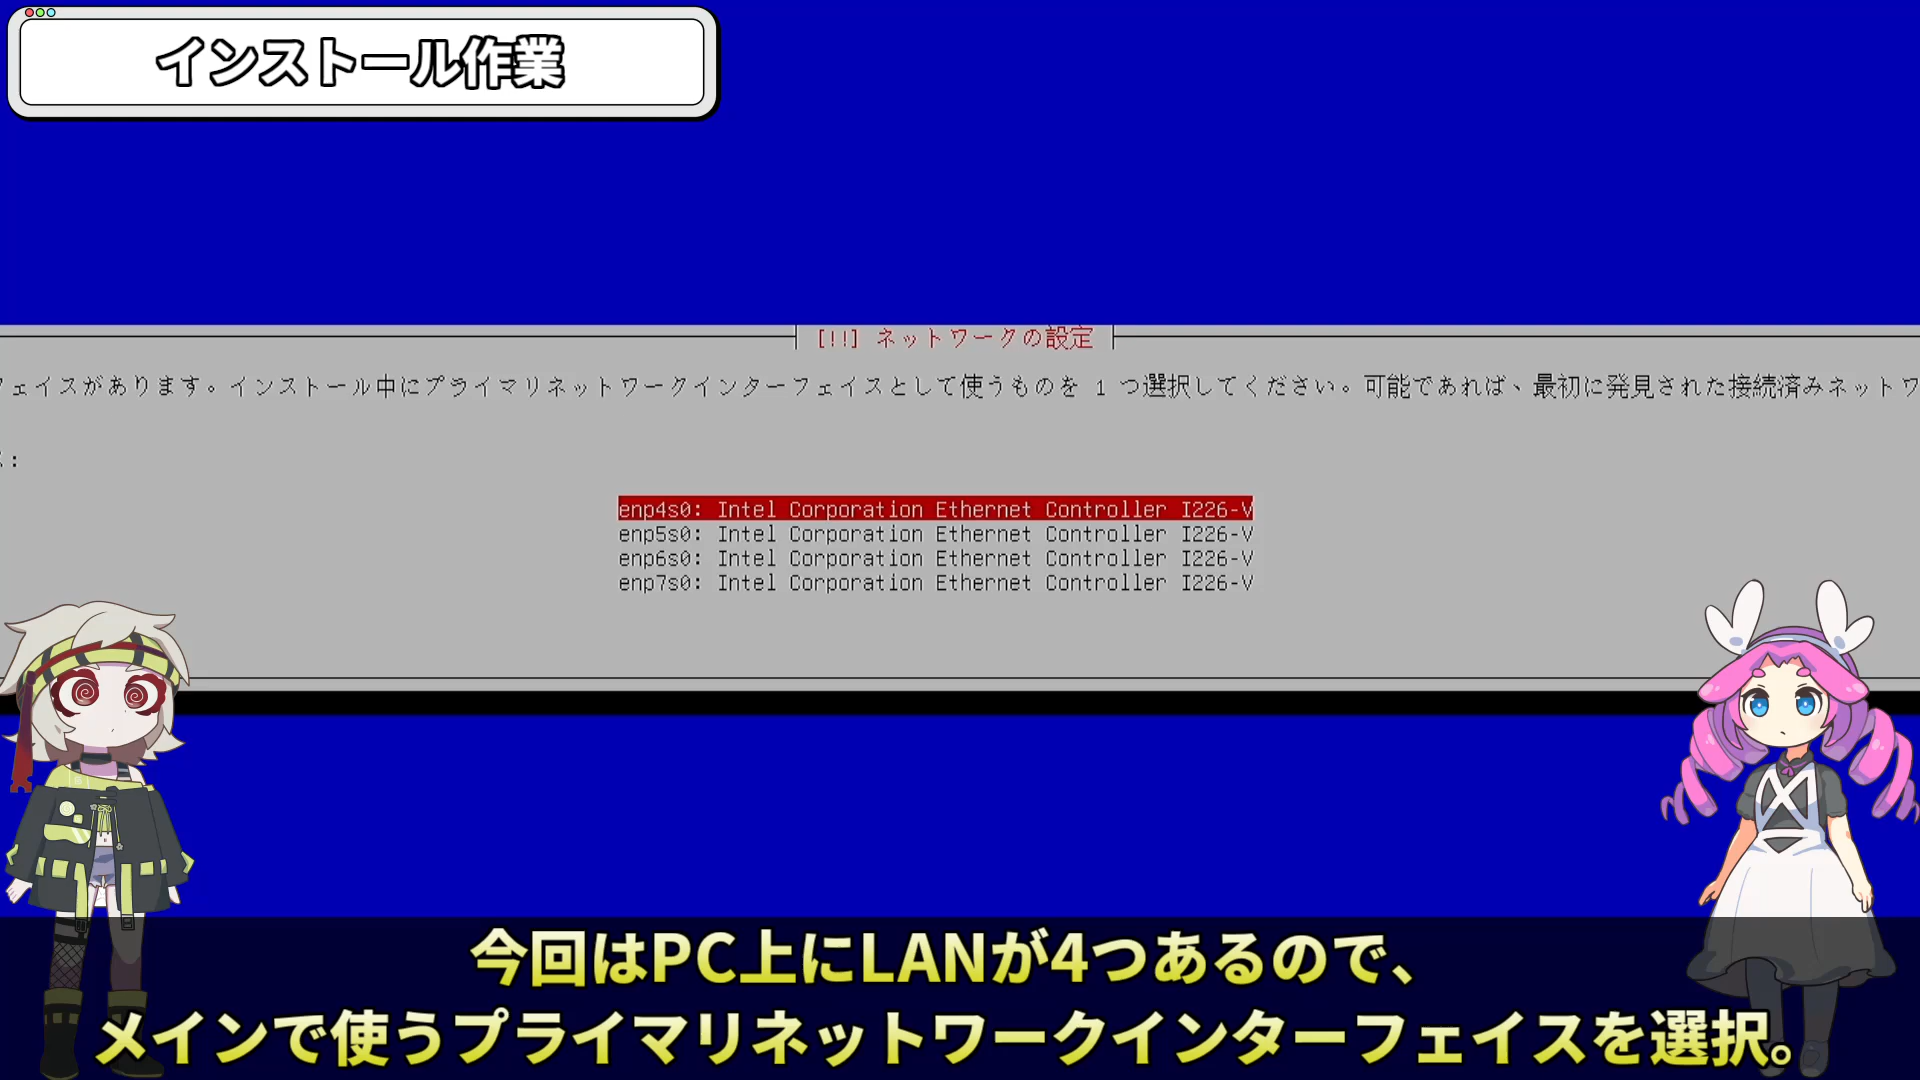 インストール作業
[!!] ネットワークの設定
フェイスがあります。インストール中にプライマリネットワークインターフェイスとして使うものを 1 つ選択してください。可能であれば、最初に発見された接続済みネットワ
:
enp4s0: Intel Corporation Ethernet Controller I226-V
enp5s0: Intel Corporation Ethernet Controller I226-V
enp6s0: Intel Corporation Ethernet Controller I226-V
enp7s0: Intel Corporation Ethernet Controller I226-V
今回はPC上にLANが4つあるので、
メインで使うプライマリネットワークインターフェイスを選択。